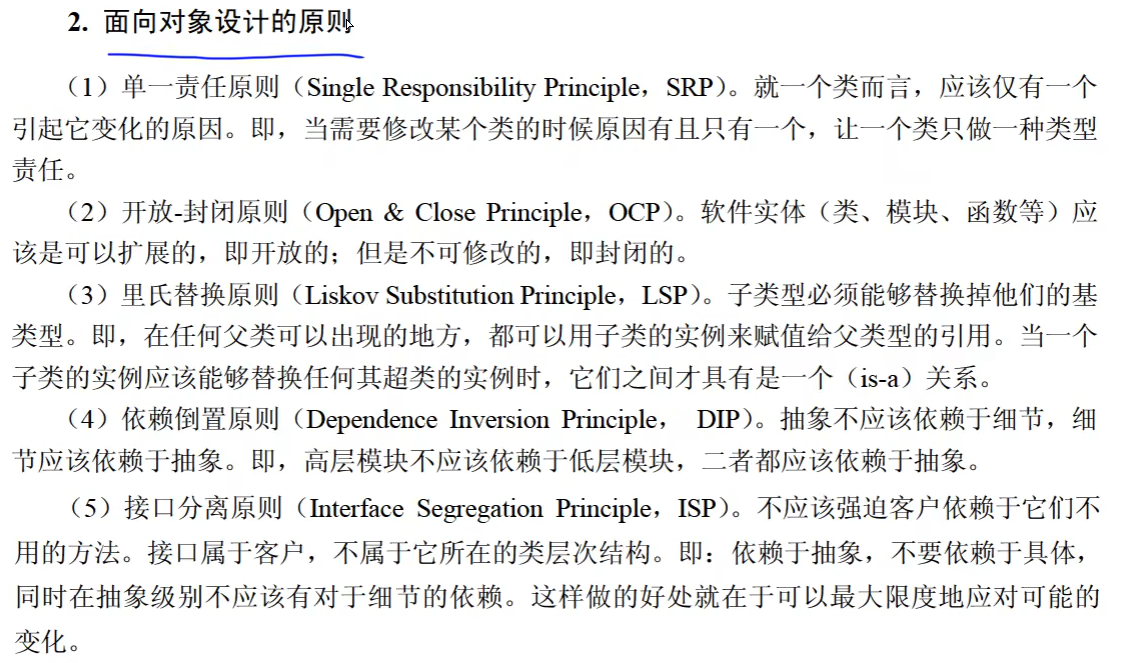 2. 面向对象设计的原则
（1）单一责任原则（Single Responsibility Principle，SRP）。就一个类而言，应该仅有一个
引起它变化的原因。即，当需要修改某个类的时候原因有且只有一个，让一个类只做一种类型
责任。
（2）开放-封闭原则（Open & Close Principle，OCP）。软件实体（类、模块、函数等）应
该是可以扩展的，即开放的；但是不可修改的，即封闭的。
（3）里氏替换原则（Liskov Substitution Principle，LSP）。子类型必须能够替换掉他们的基
类型。即，在任何父类可以出现的地方，都可以用子类的实例来赋值给父类型的引用。当一个
子类的实例应该能够替换任何其超类的实例时，它们之间才具有是一个（is-a）关系。
（4）依赖倒置原则（Dependence Inversion Principle， DIP）。抽象不应该依赖于细节，细
节应该依赖于抽象。即，高层模块不应该依赖于低层模块，二者都应该依赖于抽象。
（5）接口分离原则（Interface Segregation Principle，ISP）。不应该强迫客户依赖于它们不
用的方法。接口属于客户，不属于它所在的类层次结构。即：依赖于抽象，不要依赖于具体，
同时在抽象级别不应该有对于细节的依赖。这样做的好处就在于可以最大限度地应对可能的
变化。